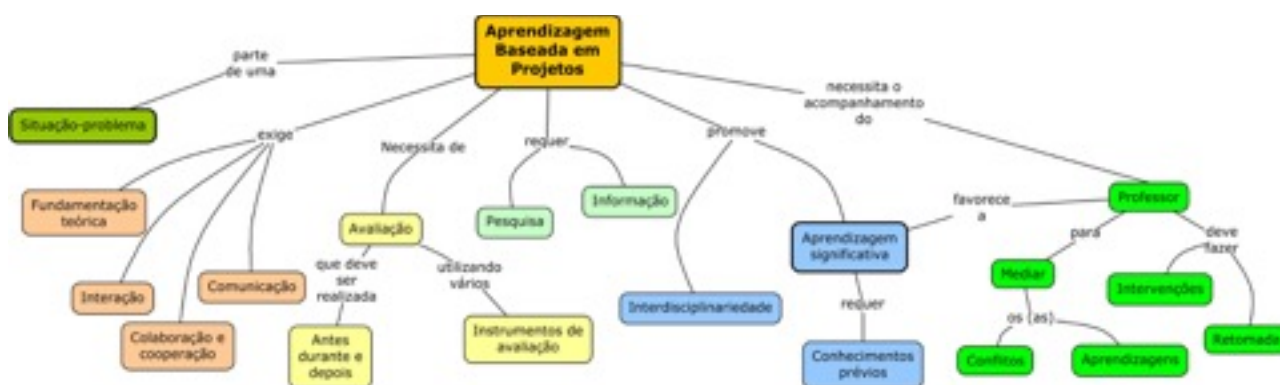 Aprendizagem
Baseada em
Projetos
parte
de uma
Situação-problema
exige
Fundamentação
teórica
Interação
Colaboração e
cooperação
Comunicação
Necessita de
Avaliação
que deve
ser
realizada
Antes
durante e
depois
utilizando
vários
Instrumentos de
avaliação
requer
Pesquisa
Informação
promove
Interdisciplinariedade
Aprendizagem
significativa
requer
Conhecimentos
prévios
necessita o
acompanhamento
do
Professor
favorece
a
para
Mediar
os (as)
Conflitos
Aprendizagens
deve
fazer
Intervenções
Retomada